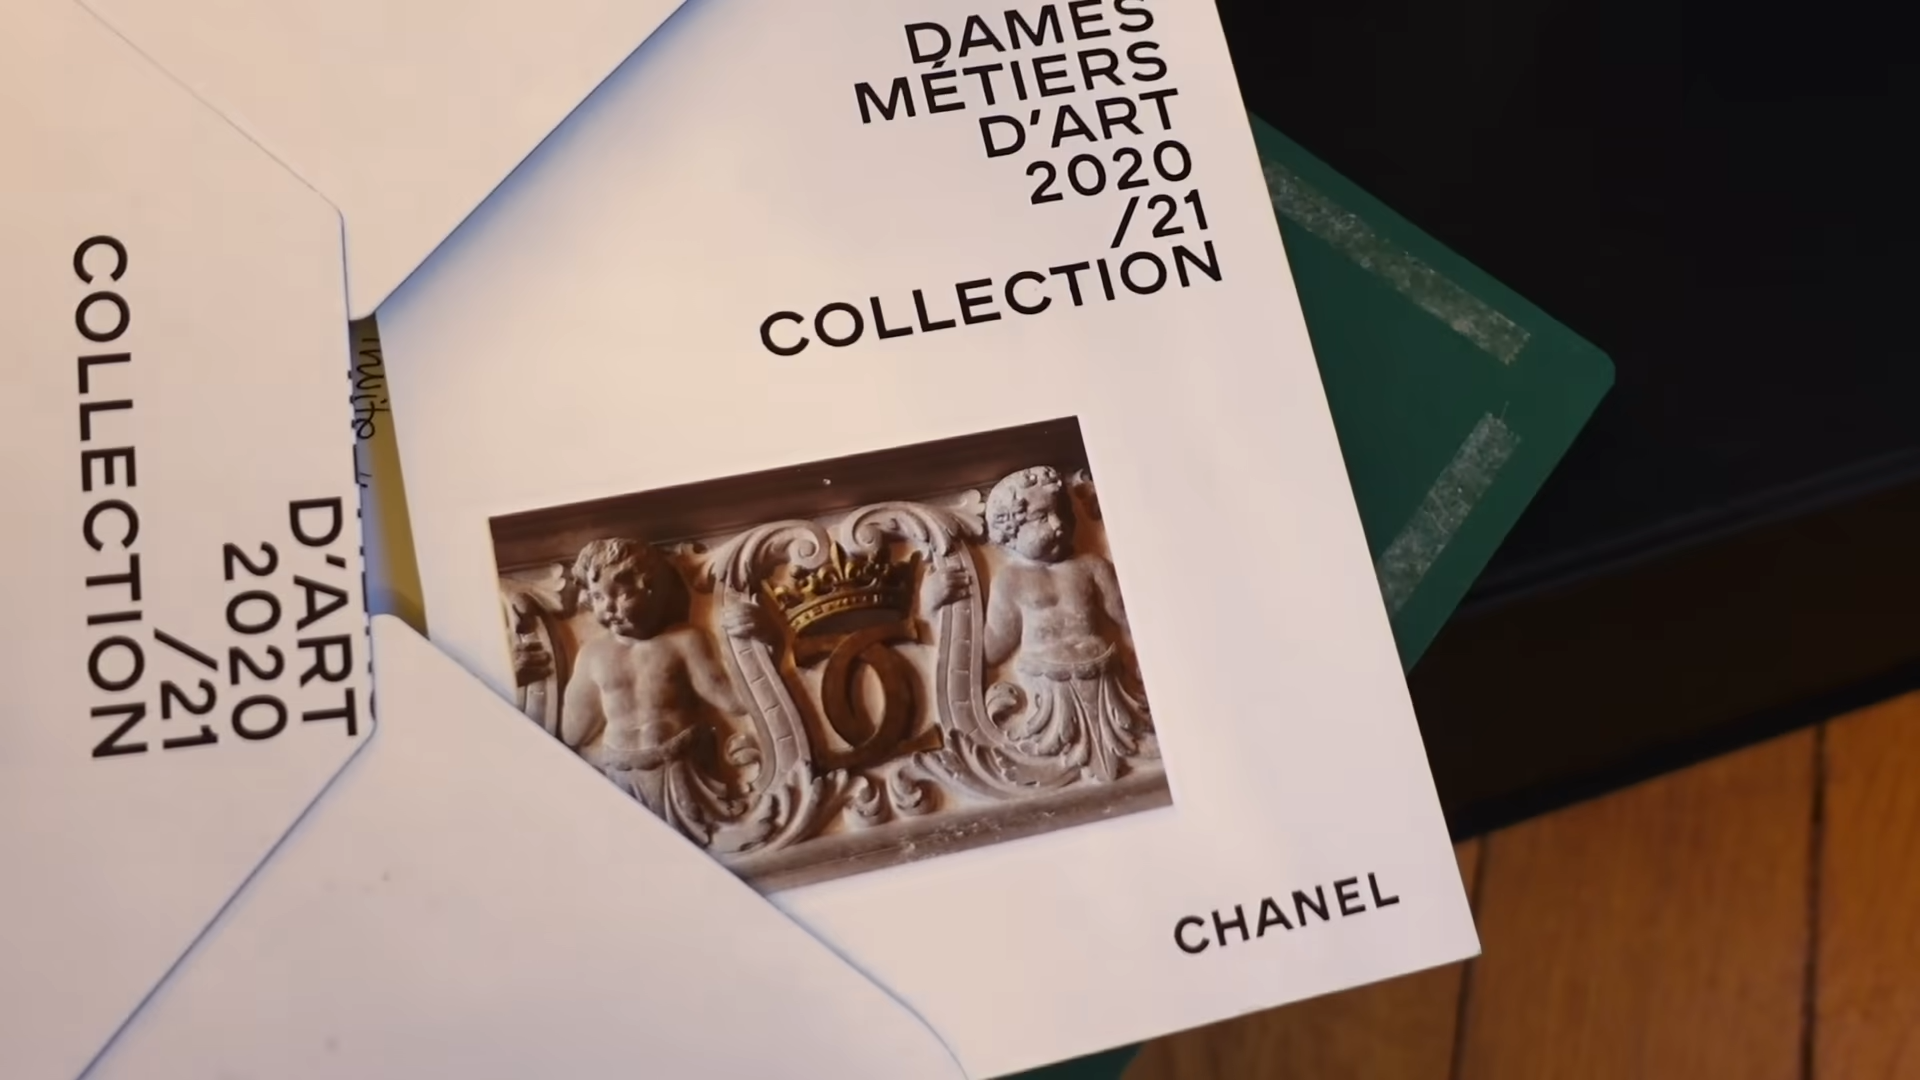 DAMES
MÉTIERS
D'ART
2020
/21
COLLECTION
CHANEL
D'ART
2020
/21
COLLECTION